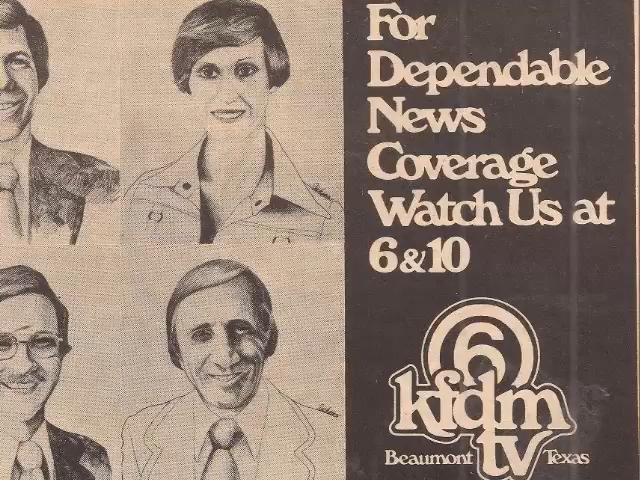 For
Dependable
News
Coverage
Watch Us at
6&10
6
kfdm
tv
Beaumont Texas